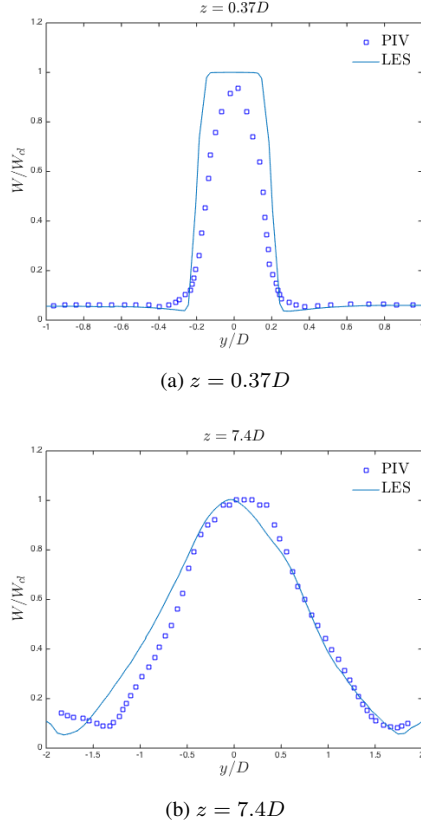 z = 0.37D
PIV
LES
W/W_cl
1.2
1
0.8
0.6
0.4
0.2
0
-1 -0.8 -0.6 -0.4 -0.2 0 0.2 0.4 0.6 0.8 1
y/D
(a) z = 0.37D
z = 7.4D
PIV
LES
W/W_cl
1.2
1
0.8
0.6
0.4
0.2
0
-2 -1.5 -1 -0.5 0 0.5 1 1.5 2
y/D
(b) z = 7.4D